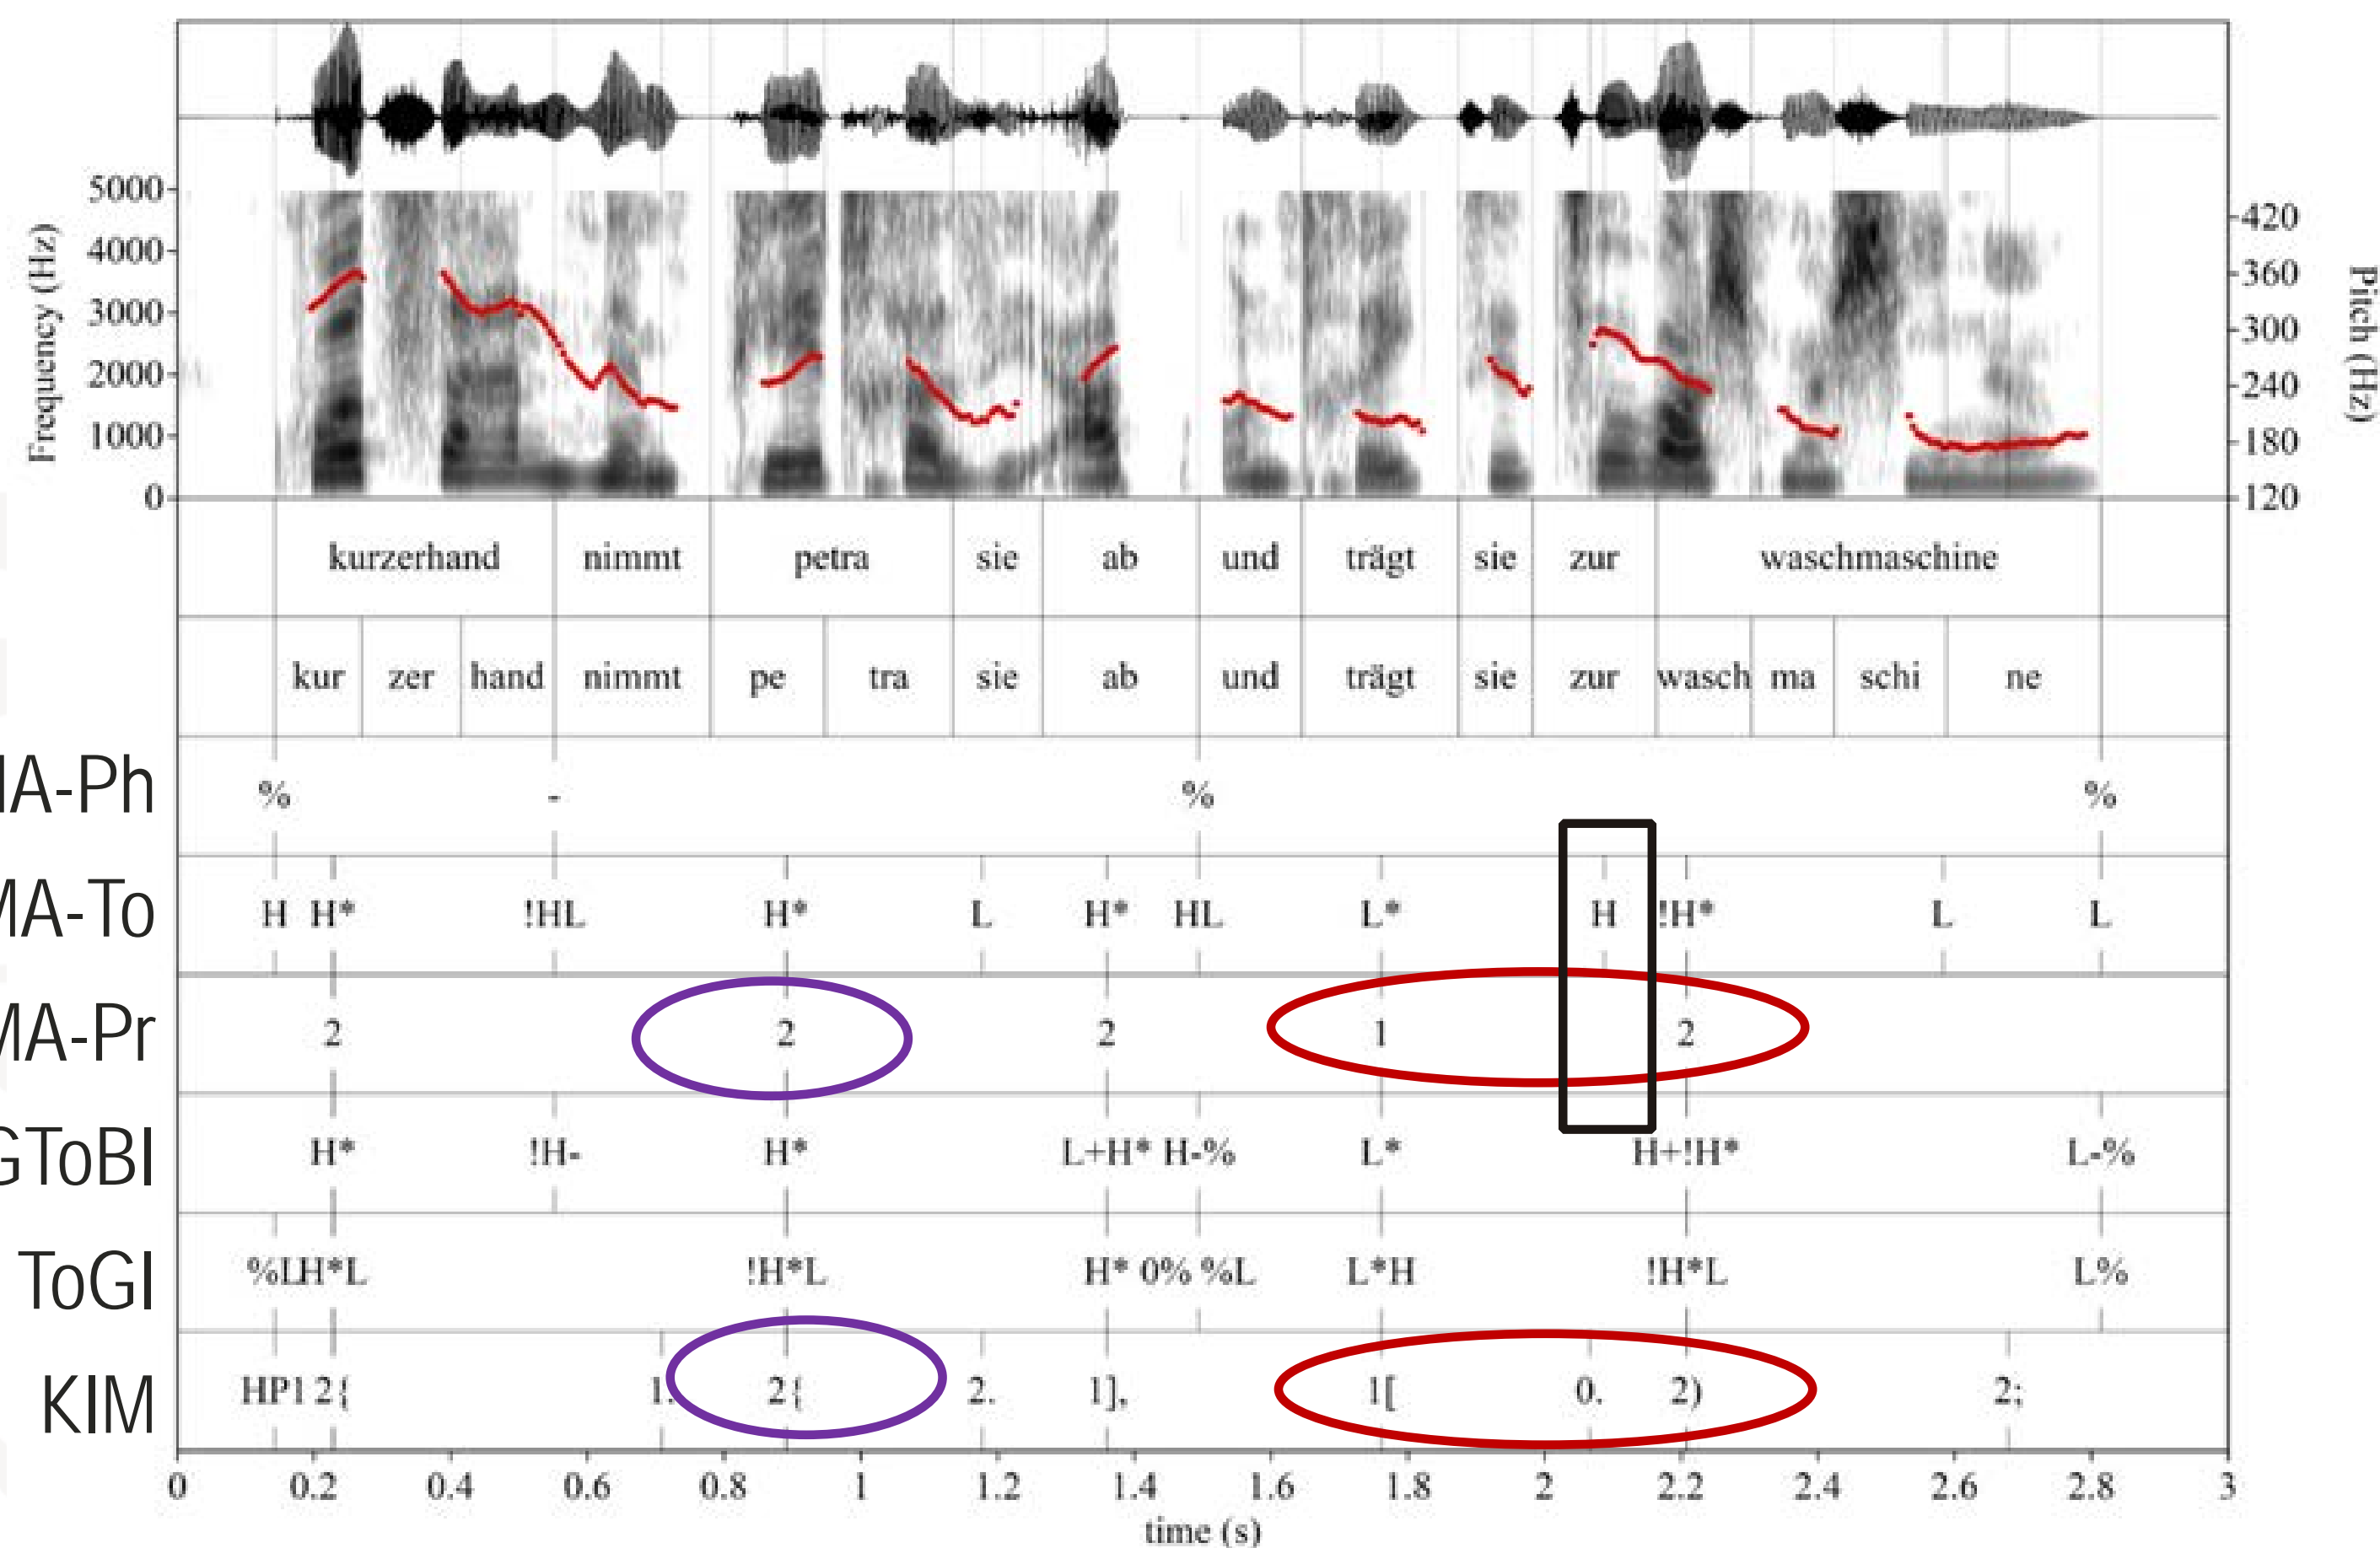 5000
4000
3000
2000
1000
0
Frequency (Hz)
420
360
300
240
180
120
Pitch (Hz)
kurzerhand nimmt petra sie ab und trägt sie zur waschmaschine
kur zer hand nimmt pe tra sie ab und trägt sie zur wasch ma schi ne
MA-Ph % - % %
MA-To H H* !HL H* L H* HL L* H !H* L L
MA-Pr 2 2 2 1 2
GToBI H* !H- H* L+H* H-% L* H+!H* L-%
ToGI %L H*L !H*L H* 0% %L L*H !H*L L%
KIM HP1 2{ 1. 2{ 2. 1], 1[ 0. 2) 2;
0 0.2 0.4 0.6 0.8 1 1.2 1.4 1.6 1.8 2 2.2 2.4 2.6 2.8 3
time (s)